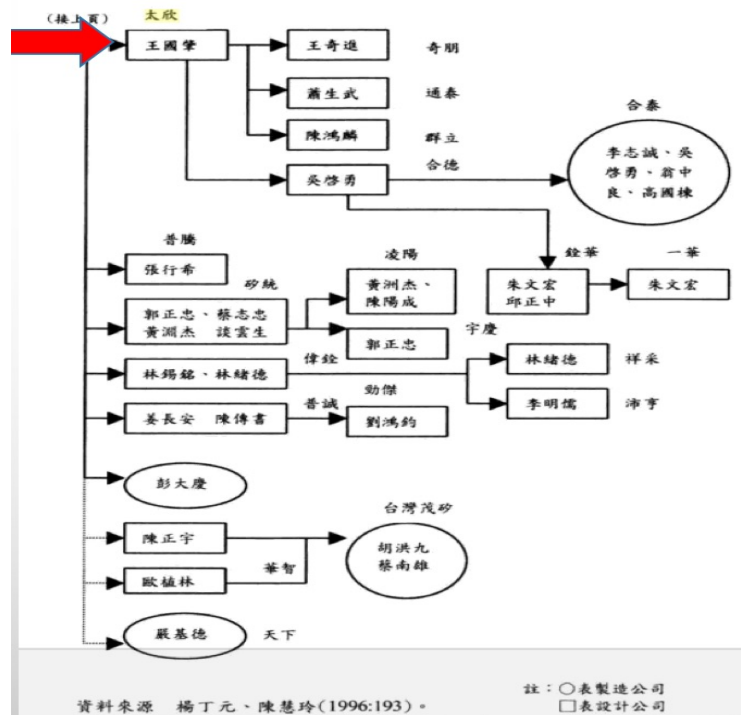 (接上頁)
太欣
王國肇
王奇進
奇朋
蕭生武
通泰
陳鴻麟
群立
合泰
吳啓勇
合德
李志誠、吳
啓勇、翁中
良、高國棟
普騰
張行希
凌陽
銓華
一華
矽統
黃洲杰、
陳陽成
朱文宏
邱正中
朱文宏
郭正忠、蔡志忠
黃淵杰 談雲生
郭正忠
宇慶
林錫銘、林緒德
偉銓
林緒德
祥采
勁傑
李明儒
沛亨
姜長安 陳傳書
普誠
劉鴻鈞
彭大慶
台灣茂矽
陳正宇
胡洪九
蔡南雄
歐植林
華智
嚴基德
天下
註：○表製造公司
資料來源 楊丁元、陳慧玲(1996:193)。
□表設計公司